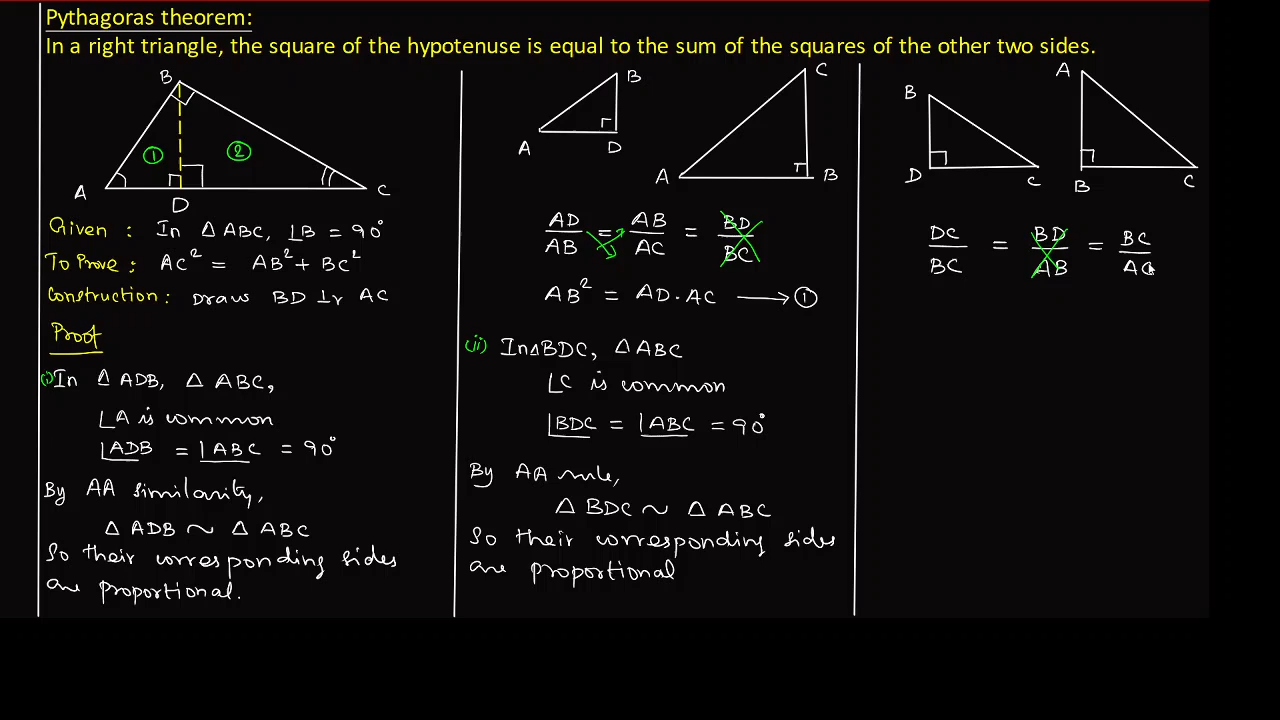 Pythagoras theorem:
In a right triangle, the square of the hypotenuse is equal to the sum of the squares of the other two sides.
B
① ②
A D C
Given : In △ ABC, ∠B = 90°
To Prove : AC² = AB² + BC²
Construction : Draw BD ⊥r AC
Proof
(i) In △ ADB, △ ABC,
∠A is common
∠ADB = ∠ABC = 90°
By AA similarity,
△ ADB ~ △ ABC
So their corresponding sides
are proportional.
B C
A D A B
AD/AB = AB/AC = BD/BC
AB² = AD · AC ⟶ ①
(ii) In △BDC, △ ABC
∠C is common
∠BDC = ∠ABC = 90°
By AA rule,
△ BDC ~ △ ABC
So their corresponding sides
are proportional
B A
D C B C
DC/BC = BD/AB = BC/AC